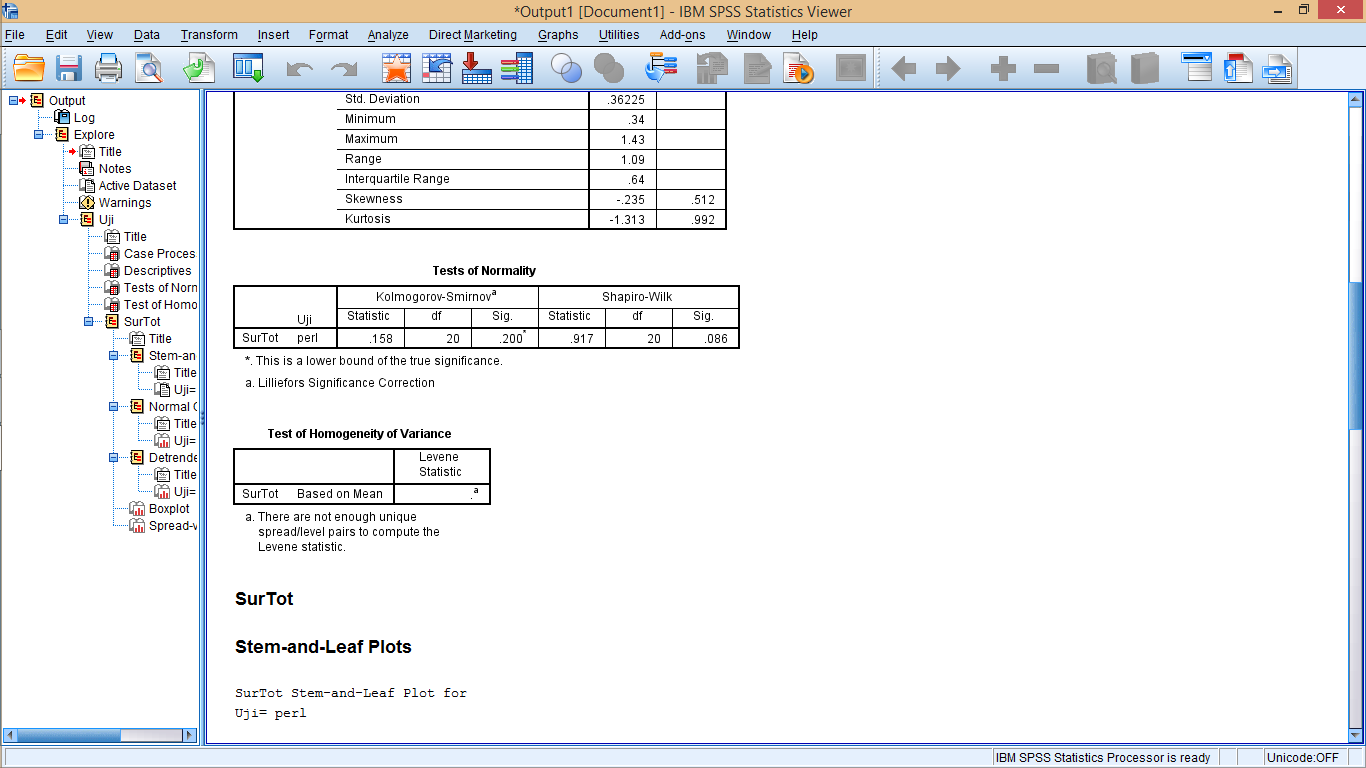 *Output1 [Document1] - IBM SPSS Statistics Viewer
File Edit View Data Transform Insert Format Analyze Direct Marketing Graphs Utilities Add-ons Window Help
Output
Log
Explore
Title
Notes
Active Dataset
Warnings
Uji
Title
Case Proces
Descriptives
Tests of Norn
Test of Homo
SurTot
Title
Stem-an
Title
Uji=
Normal Q
Title
Uji=
Detrende
Title
Uji=
Boxplot
Spread-v
Std. Deviation .36225
Minimum .34
Maximum 1.43
Range 1.09
Interquartile Range .64
Skewness -.235 .512
Kurtosis -1.313 .992
Tests of Normality
Kolmogorov-Smirnov^a Shapiro-Wilk
Uji Statistic df Sig. Statistic df Sig.
SurTot perl .158 20 .200* .917 20 .086
*. This is a lower bound of the true significance.
a. Lilliefors Significance Correction
Test of Homogeneity of Variance
Levene
Statistic
SurTot Based on Mean .^a
a. There are not enough unique
spread/level pairs to compute the
Levene statistic.
SurTot
Stem-and-Leaf Plots
SurTot Stem-and-Leaf Plot for
Uji= perl
IBM SPSS Statistics Processor is ready Unicode:OFF